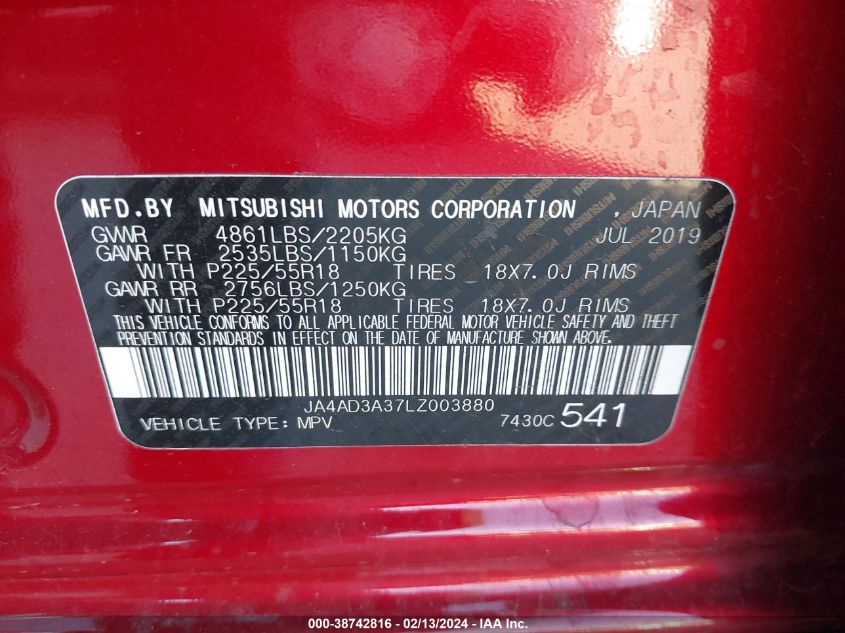 MFD.BY MITSUBISHI MOTORS CORPORATION , JAPAN
GVWR 4861LBS/2205KG JUL 2019
GAWR FR 2535LBS/1150KG
WITH P225/55R18 TIRES 18X7.0J RIMS
GAWR RR 2756LBS/1250KG
WITH P225/55R18 TIRES 18X7.0J RIMS
THIS VEHICLE CONFORMS TO ALL APPLICABLE FEDERAL MOTOR VEHICLE SAFETY AND THEFT
PREVENTION STANDARDS IN EFFECT ON THE DATE OF MANUFACTURE SHOWN ABOVE.
JA4AD3A37LZ003880
VEHICLE TYPE: MPV 7430C 541
000-38742816 - 02/13/2024 - IAAI, Inc.